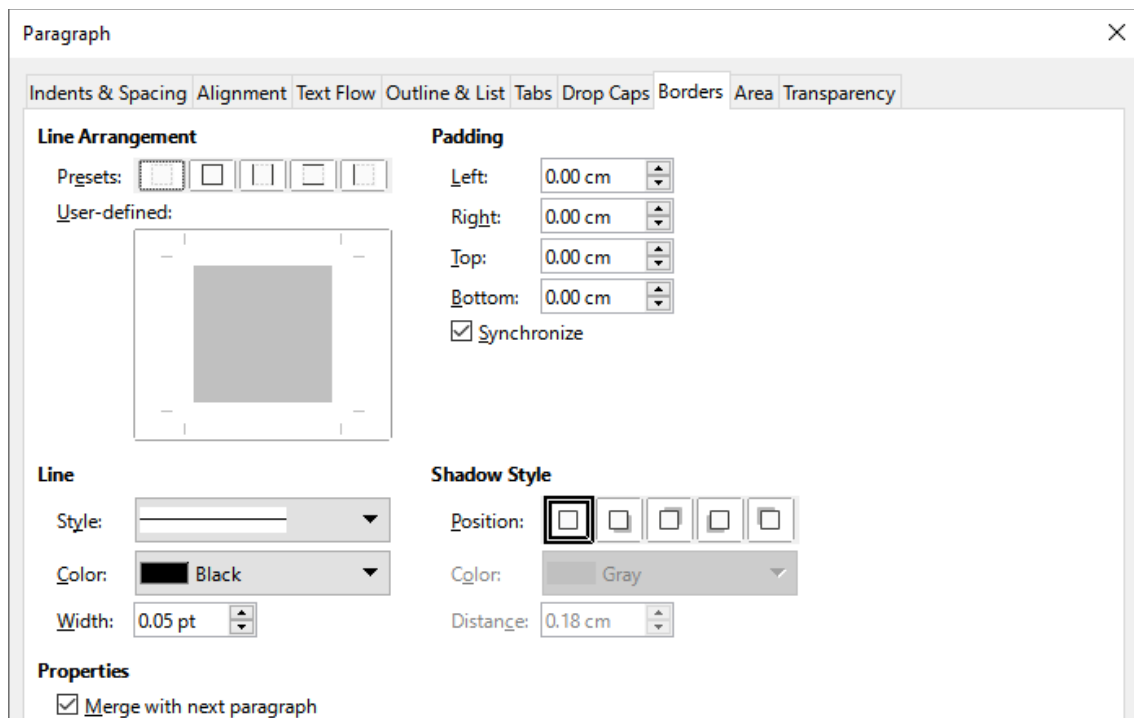 Paragraph
Indents & Spacing Alignment Text Flow Outline & List Tabs Drop Caps Borders Area Transparency
Line Arrangement
Presets:
User-defined:
Padding
Left: 0.00 cm
Right: 0.00 cm
Top: 0.00 cm
Bottom: 0.00 cm
Synchronize
Line
Style:
Color: Black
Width: 0.05 pt
Shadow Style
Position:
Color: Gray
Distance: 0.18 cm
Properties
Merge with next paragraph